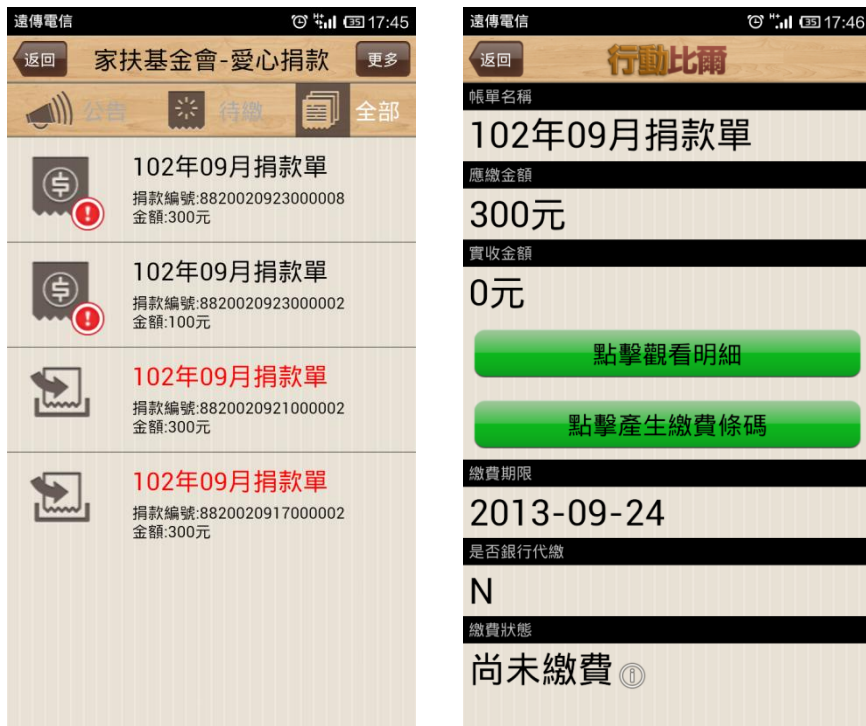 遠傳電信 35 17:45
返回 家扶基金會-愛心捐款 更多
公告 待繳 全部
102年09月捐款單
捐款編號:8820020923000008
金額:300元
102年09月捐款單
捐款編號:8820020923000002
金額:100元
102年09月捐款單
捐款編號:8820020921000002
金額:300元
102年09月捐款單
捐款編號:8820020917000002
金額:300元
遠傳電信 35 17:46
返回 行動比爾
帳單名稱
102年09月捐款單
應繳金額
300元
實收金額
0元
點擊觀看明細
點擊產生繳費條碼
繳費期限
2013-09-24
是否銀行代繳
N
繳費狀態
尚未繳費